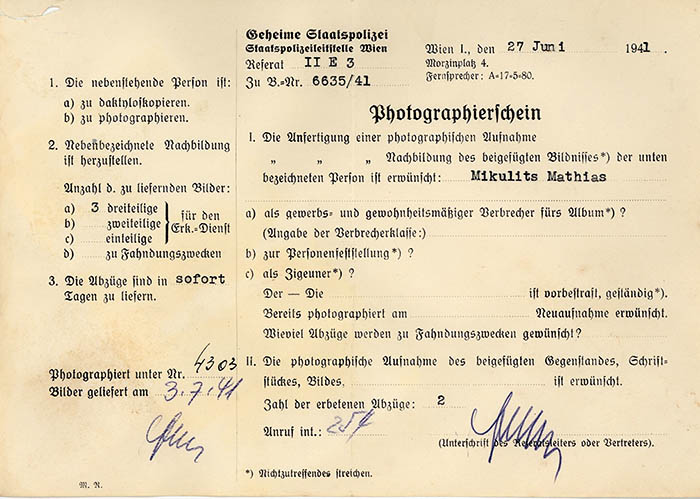 Geheime Staatspolizei
Staatspolizeileitstelle Wien
Referat II E 3
Zu B.-Nr. 6635/41
Wien I., den 27 Juni 1941.
Morzinplatz 4.
Fernsprecher: A-17-5-80.
1. Die nebenstehende Person ist:
a) zu daktyloskopieren.
b) zu photographieren.
2. Nebenbezeichnete Nachbildung
ist herzustellen.
Anzahl d. zu liefernden Bilder:
a) 3 dreiteilige
b) zweiteilige
c) einteilige
für den
Erk.-Dienst
d) zu Fahndungszwecken
3. Die Abzüge sind in sofort
Tagen zu liefern.
Photographiert unter Nr. 4303
Bilder geliefert am 3.7.41
M. R.
Photographierschein
I. Die Anfertigung einer photographischen Aufnahme
„ „ „ Nachbildung des beigefügten Bildnisses*) der unten
bezeichneten Person ist erwünscht: Mikulits Mathias
a) als gewerbs- und gewohnheitsmäßiger Verbrecher fürs Album*) ?
(Angabe der Verbrecherklasse:)
b) zur Personenfeststellung*) ?
c) als Zigeuner*) ?
Der — Die ist vorbestraft, geständig*).
Bereits photographiert am Neuaufnahme erwünscht.
Wieviel Abzüge werden zu Fahndungszwecken gewünscht?
II. Die photographische Aufnahme des beigefügten Gegenstandes, Schrift-
stückes, Bildes, ist erwünscht.
Zahl der erbetenen Abzüge: 2
Anruf int.: 254
(Unterschrift des Referatsleiters oder Vertreters).
*) Nichtzutreffendes streichen.